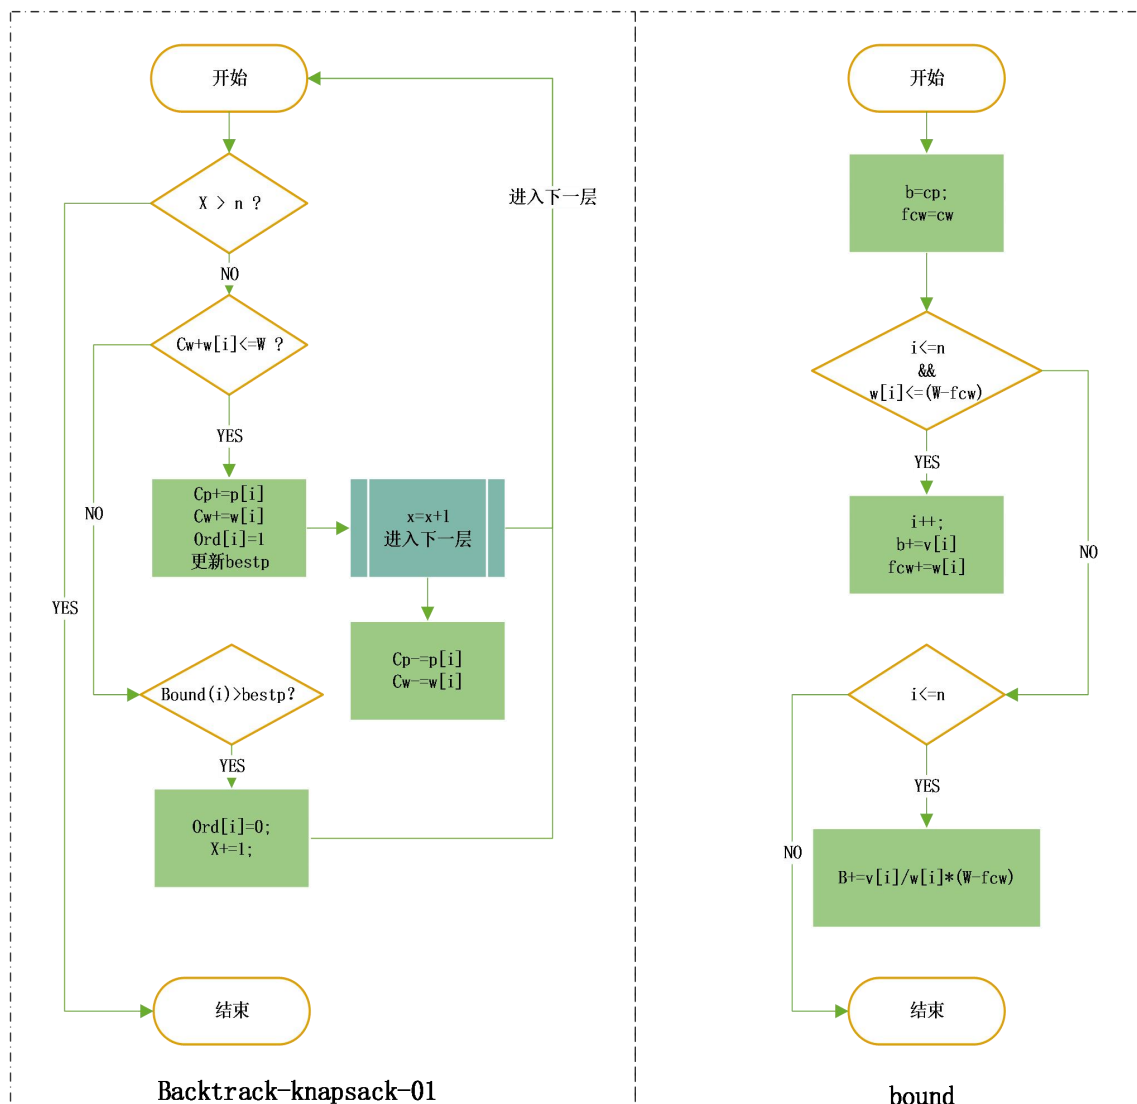 开始
X > n ?
NO
Cw+w[i]<=W ?
YES
Cp+=p[i]
Cw+=w[i]
Ord[i]=1
更新bestp
x=x+1
进入下一层
进入下一层
Cp-=p[i]
Cw-=w[i]
NO
YES
Bound(i)>bestp?
YES
Ord[i]=0;
X+=1;
结束
Backtrack-knapsack-01
开始
b=cp;
fcw=cw
i<=n
&&
w[i]<=(W-fcw)
YES
i++;
b+=v[i]
fcw+=w[i]
NO
i<=n
YES
B+=v[i]/w[i]*(W-fcw)
NO
结束
bound